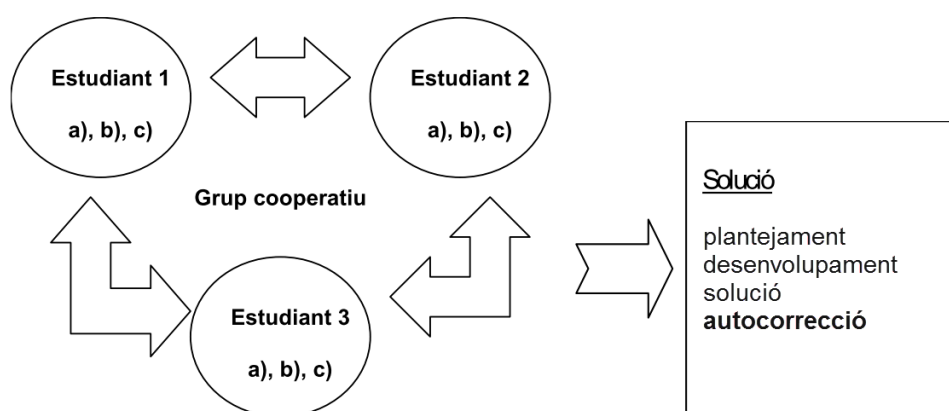 Estudiant 1
a), b), c)
Estudiant 2
a), b), c)
Grup cooperatiu
Estudiant 3
a), b), c)
Solució
plantejament
desenvolupament
solució
autocorrecció